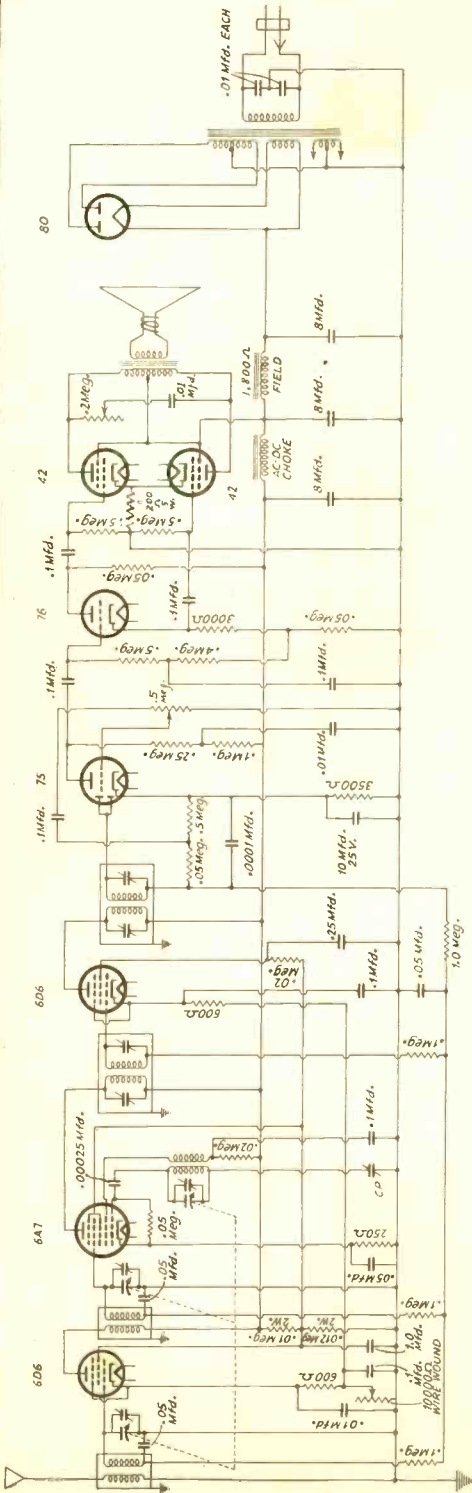 6D6
6A7
6D6
75
76
42
42
80
.01 Mfd. EACH
.2 Meg.
.01
Mfd.
.1 Mfd.
.5 Meg.
200
Ω
5
w.
.5 Meg.
1,800Ω
FIELD
AC-DC
CHOKE
8 Mfd.
8 Mfd.
8 Mfd.
.05 Meg.
.1 Mfd.
3000Ω
.05 Meg.
.1 Mfd.
.5 Meg.
.4 Meg.
.1 Mfd.
.5
Meg.
.1 Mfd.
.25 Meg.
.1 Meg.
.01 Mfd.
.05 Meg.
.5 Meg.
.0001 Mfd.
3500Ω
10 Mfd.
25 V.
600Ω
.02
Meg.
.25 Mfd.
.1 Mfd.
.05 Mfd.
1.0 Meg.
.1 Meg.
.00025 Mfd.
.02 Meg.
.1 Mfd.
CP
.05
Meg.
250Ω
.05 Mfd.
.05
Mfd.
.01 Meg.
2W.
.012 Meg.
2W.
.1 Meg.
600Ω
1.0
Mfd.
.1
Mfd.
10,000Ω
WIRE WOUND
.01 Mfd.
.05
Mfd.
.1 Meg.